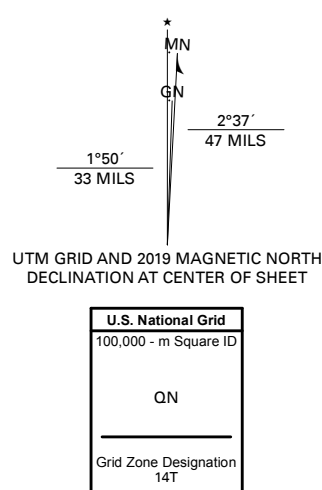 MN
GN
2°37´
47 MILS
1°50´
33 MILS
UTM GRID AND 2019 MAGNETIC NORTH
DECLINATION AT CENTER OF SHEET
U.S. National Grid
100,000 - m Square ID
QN
Grid Zone Designation
14T